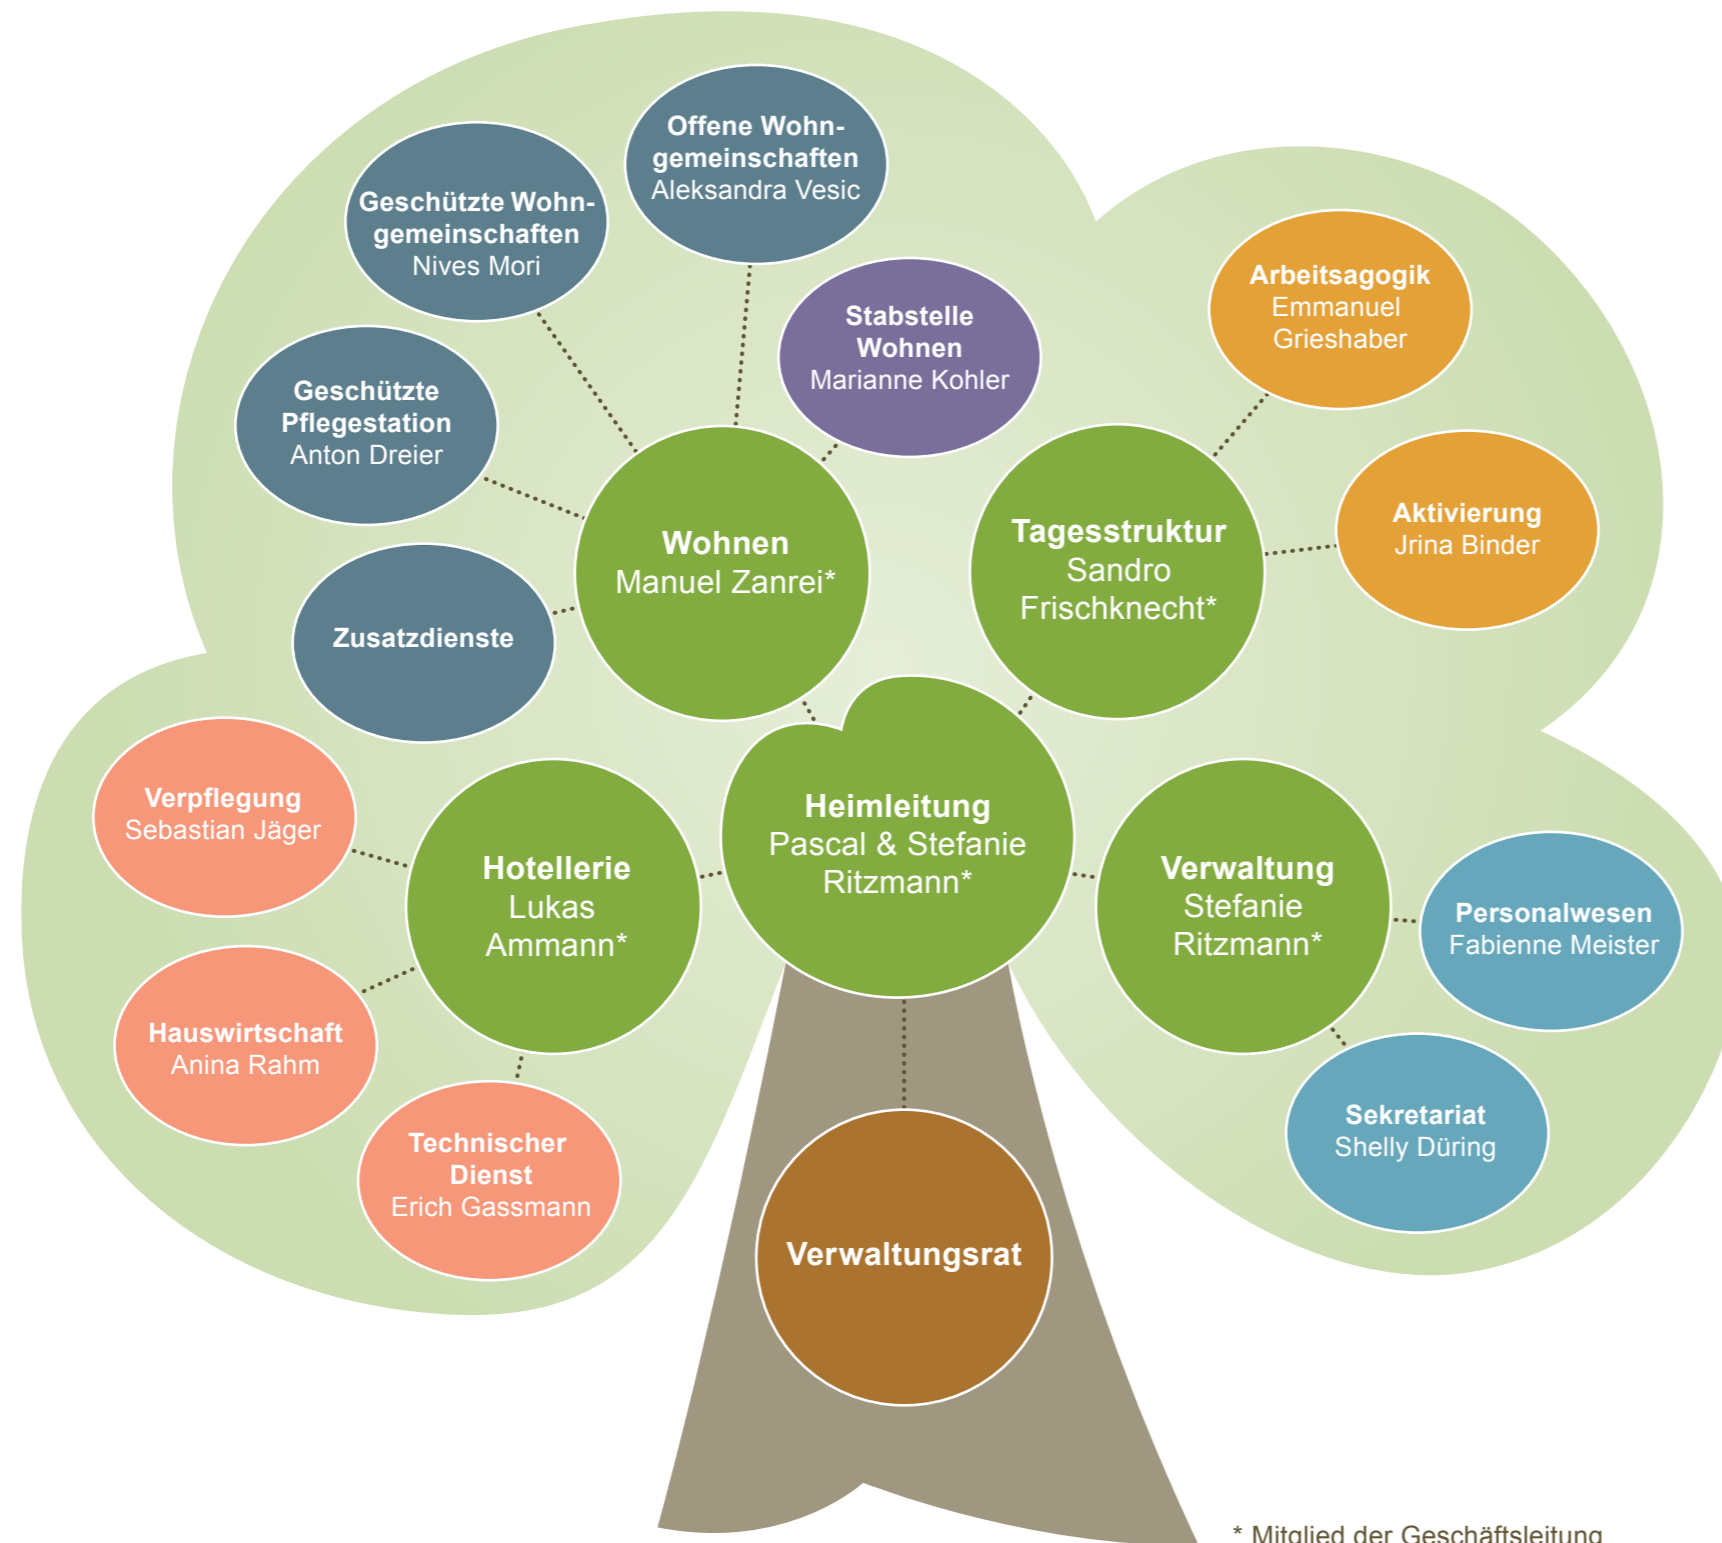 Offene Wohn-
gemeinschaften
Aleksandra Vesic
Geschützte Wohn-
gemeinschaften
Nives Mori
Stabstelle
Wohnen
Marianne Kohler
Arbeitsagogik
Emmanuel
Grieshaber
Geschützte
Pflegestation
Anton Dreier
Aktivierung
Jrina Binder
Wohnen
Manuel Zanrei*
Tagesstruktur
Sandro
Frischknecht*
Zusatzdienste
Verpflegung
Sebastian Jäger
Heimleitung
Pascal & Stefanie
Ritzmann*
Hotellerie
Lukas
Ammann*
Verwaltung
Stefanie
Ritzmann*
Personalwesen
Fabienne Meister
Hauswirtschaft
Anina Rahm
Sekretariat
Shelly Düring
Technischer
Dienst
Erich Gassmann
Verwaltungsrat
* Mitglied der Geschäftsleitung